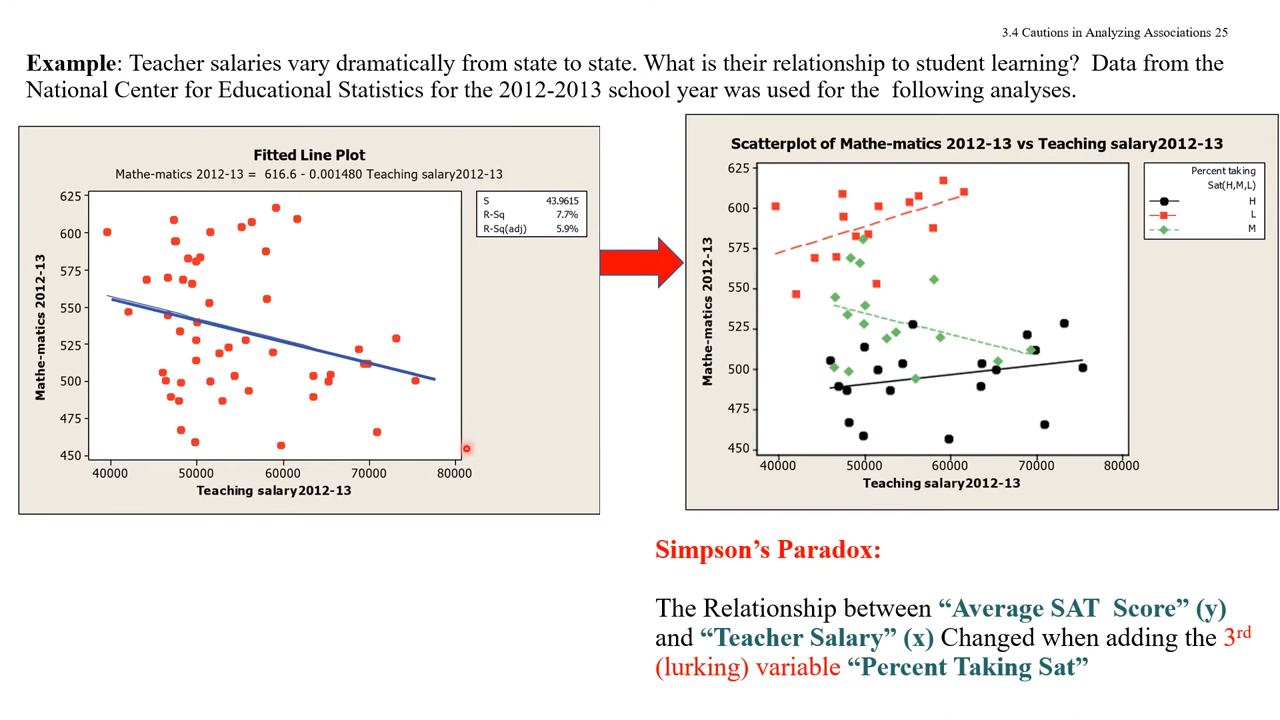 3.4 Cautions in Analyzing Associations 25
Example: Teacher salaries vary dramatically from state to state. What is their relationship to student learning? Data from the
National Center for Educational Statistics for the 2012-2013 school year was used for the following analyses.
Fitted Line Plot
Mathe-matics 2012-13 = 616.6 - 0.001480 Teaching salary2012-13
S 43.9615
R-Sq 7.7%
R-Sq(adj) 5.9%
625
600
575
550
525
500
475
450
Mathe-matics 2012-13
40000 50000 60000 70000 80000
Teaching salary2012-13
Scatterplot of Mathe-matics 2012-13 vs Teaching salary2012-13
Percent taking
Sat(H,M,L)
H
L
M
625
600
575
550
525
500
475
450
Mathe-matics 2012-13
40000 50000 60000 70000 80000
Teaching salary2012-13
Simpson's Paradox:
The Relationship between “Average SAT Score” (y)
and “Teacher Salary” (x) Changed when adding the 3rd
(lurking) variable “Percent Taking Sat”